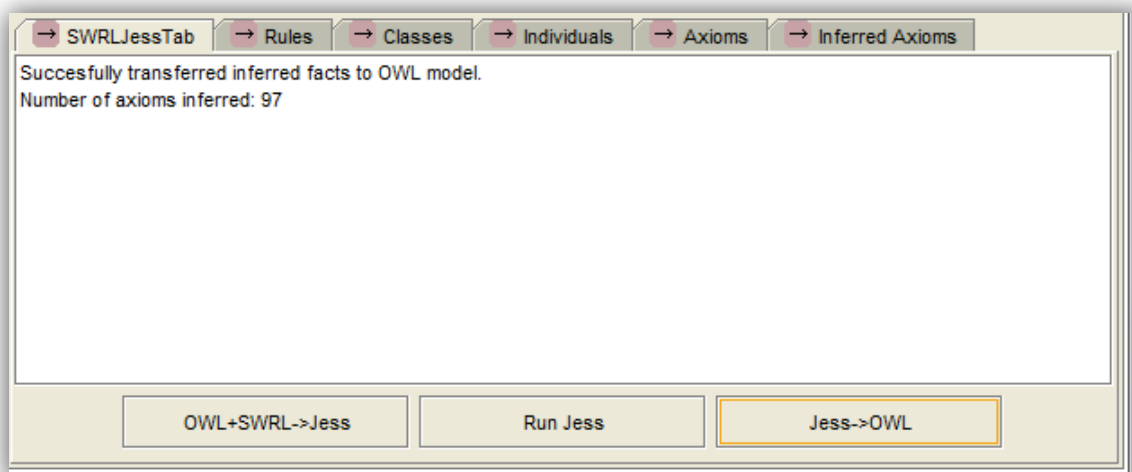 → SWRLJessTab → Rules → Classes → Individuals → Axioms → Inferred Axioms
Succesfully transferred inferred facts to OWL model.
Number of axioms inferred: 97
OWL+SWRL->Jess Run Jess Jess->OWL